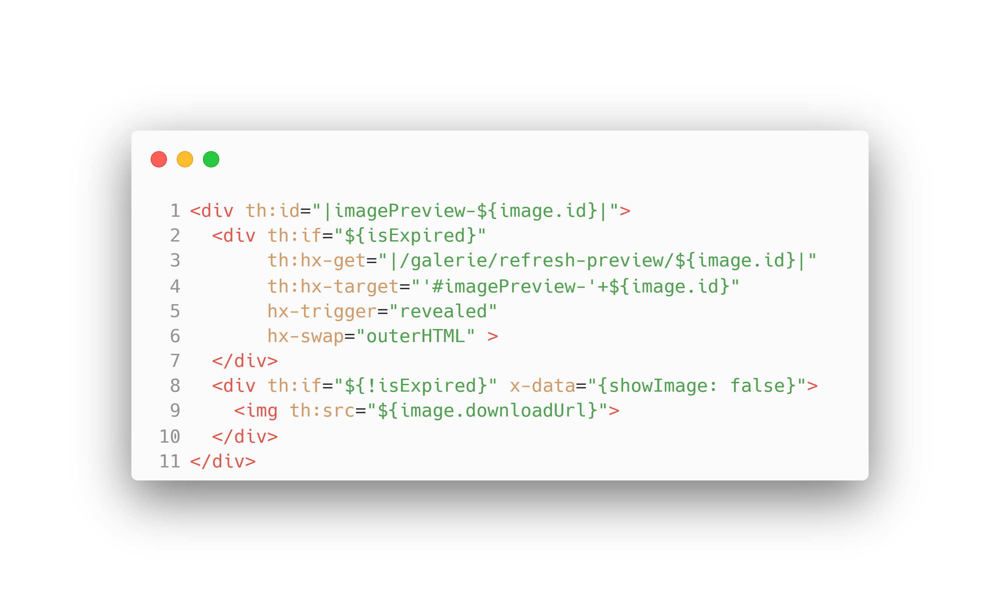 1 <div th:id="|imagePreview-${image.id}|">
2   <div th:if="${isExpired}"
3        th:hx-get="|/galerie/refresh-preview/${image.id}|"
4        th:hx-target="'#imagePreview-'+${image.id}"
5        hx-trigger="revealed"
6        hx-swap="outerHTML" >
7   </div>
8   <div th:if="${!isExpired}" x-data="{showImage: false}">
9     <img th:src="${image.downloadUrl}">
10   </div>
11 </div>